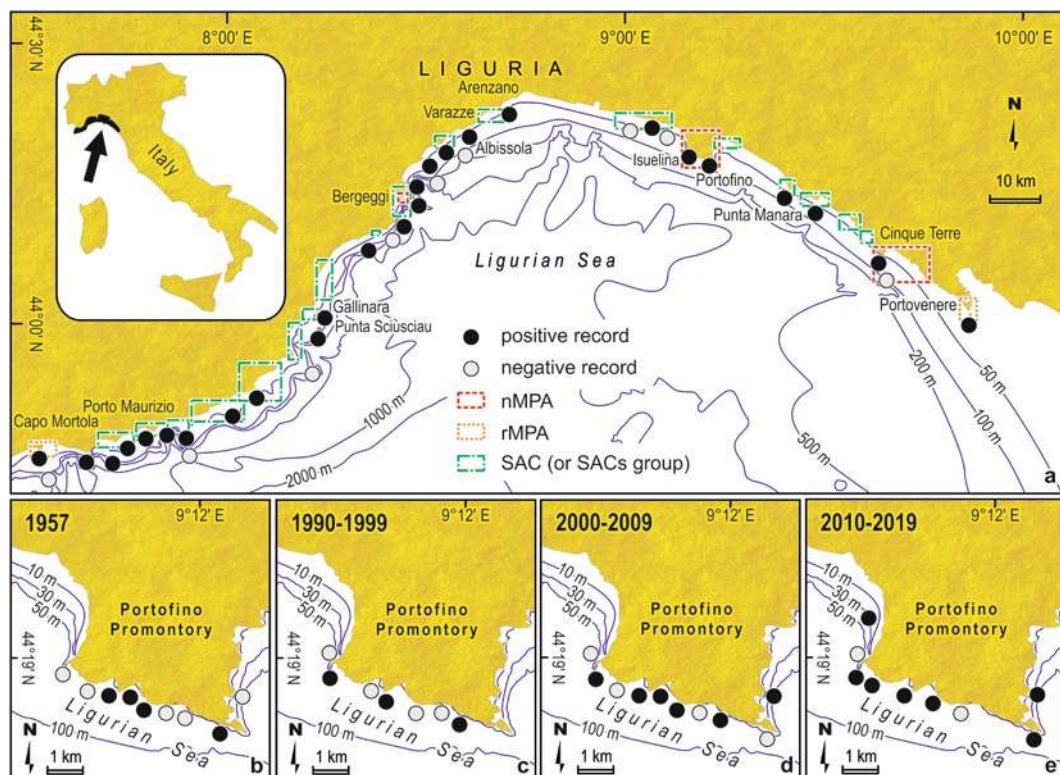 8°00' E
9°00' E
10°00' E
44°30' N
44°00' N
Italy
LIGURIA
Arenzano
Varazze
Albissola
Bergeggi
Isuelina
Portofino
Punta Manara
Cinque Terre
Portovenere
N
10 km
Ligurian Sea
Gallinara
Punta Sciusciau
Porto Maurizio
Capo Mortola
positive record
negative record
nMPA
rMPA
SAC (or SACs group)
1000 m
2000 m
500 m
200 m
100 m
50 m
a
1957
9°12' E
10 m
30 m
50 m
Portofino
Promontory
44°19' N
Ligurian Sea
100 m
N
1 km
b
1990-1999
9°12' E
10 m
30 m
50 m
Portofino
Promontory
44°19' N
Ligurian Sea
100 m
N
1 km
c
2000-2009
9°12' E
10 m
30 m
50 m
Portofino
Promontory
44°19' N
Ligurian Sea
100 m
N
1 km
d
2010-2019
9°12' E
10 m
30 m
50 m
Portofino
Promontory
44°19' N
Ligurian Sea
100 m
N
1 km
e